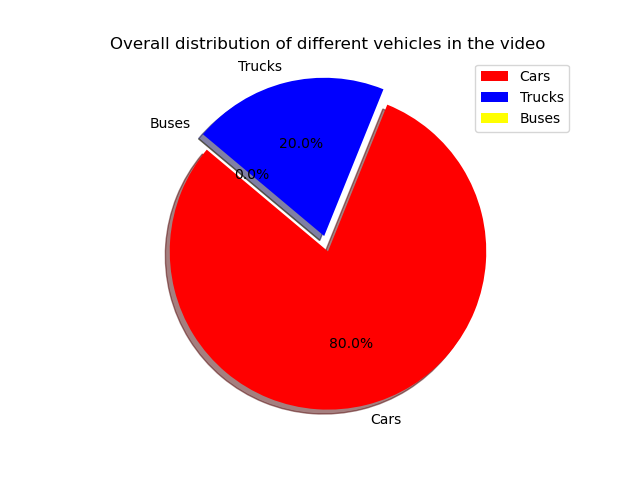 Overall distribution of different vehicles in the video
Trucks
Cars
Trucks
Buses
Buses
20.0%
0.0%
80.0%
Cars